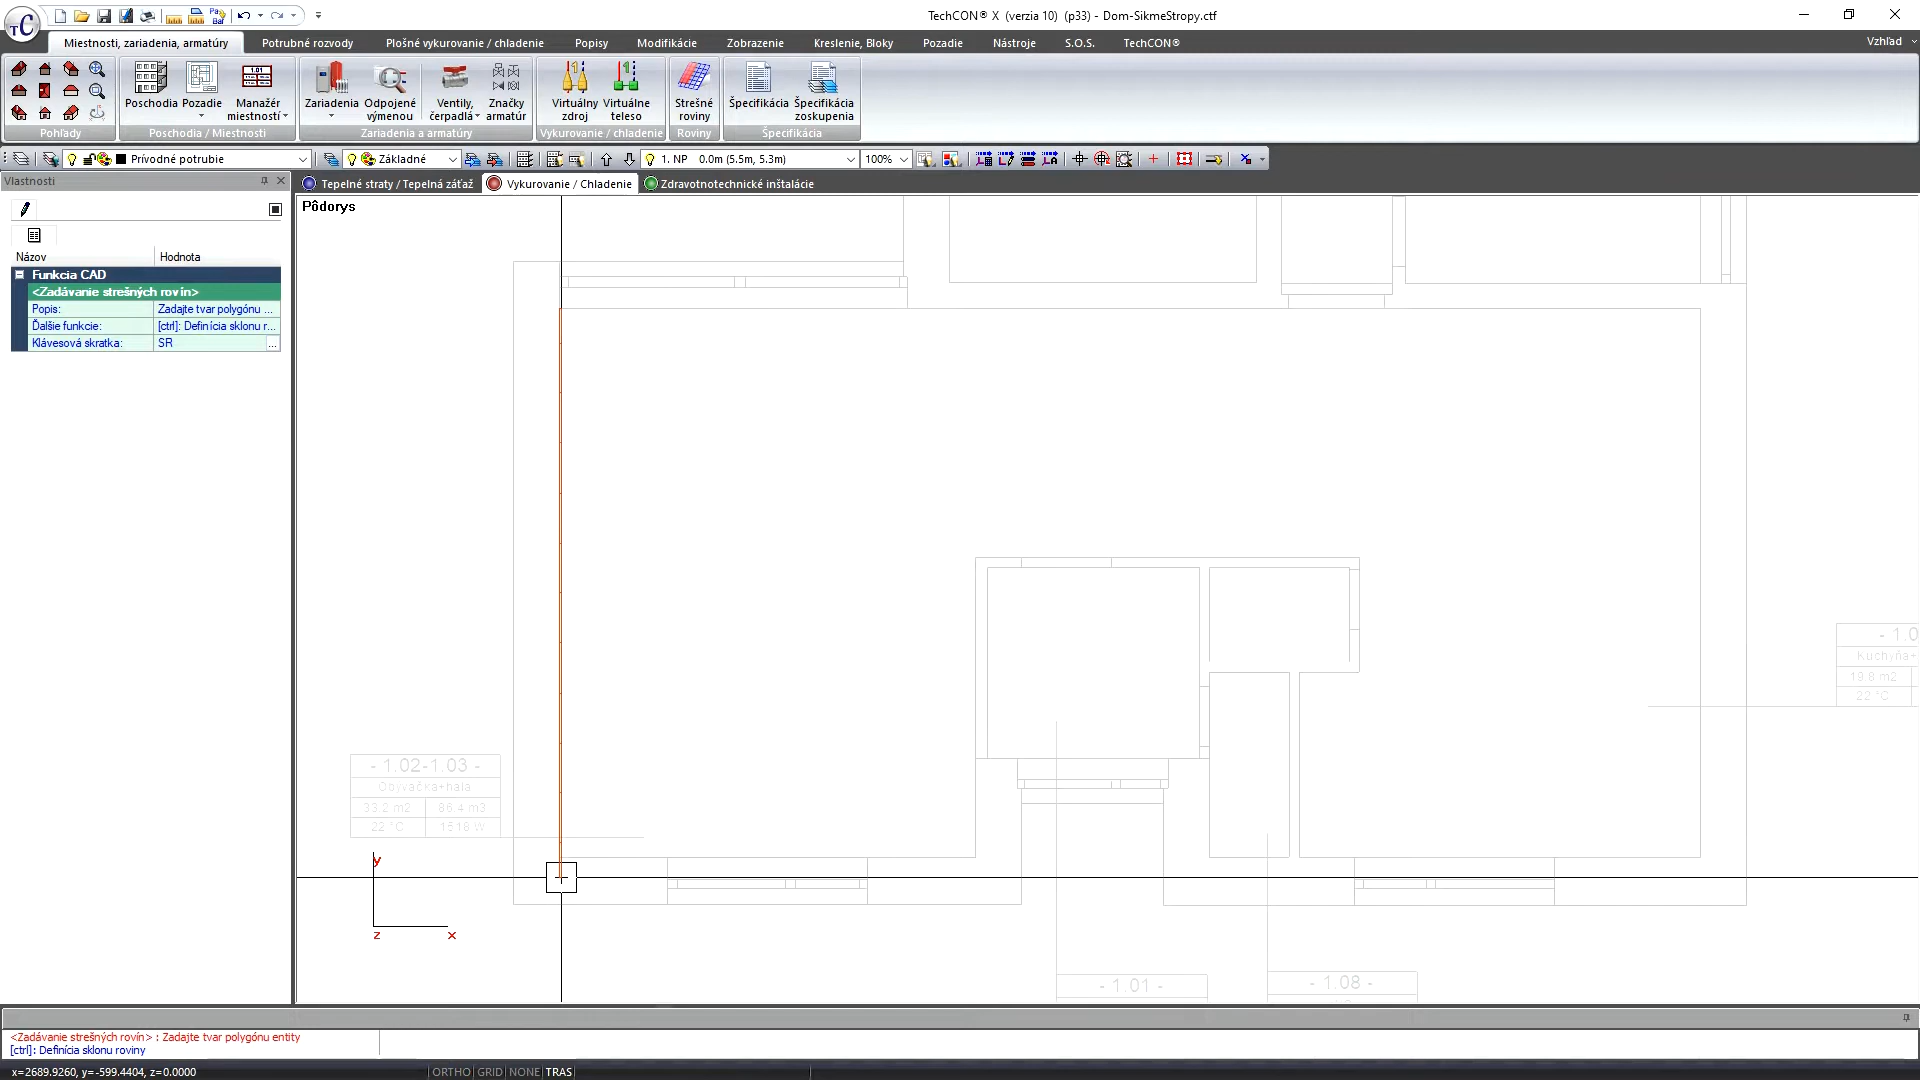 TechCON® X (verzia 10) (p33) - Dom-SikmeStropy.ctf
Miestnosti, zariadenia, armatúry
Potrubné rozvody
Plošné vykurovanie / chladenie
Popisy
Modifikácie
Zobrazenie
Kreslenie, Bloky
Pozadie
Nástroje
S.O.S.
TechCON®
Vzhľad
Poschodia
Pozadie
Manažér miestností
Zariadenia
Odpojené výmenou
Ventily, čerpadlá
Značky armatúr
Virtuálny zdroj
Virtuálne teleso
Strešné roviny
Špecifikácia
Špecifikácia zoskupenia
Pohľady
Poschodia / Miestnosti
Zariadenia a armatúry
Vykurovanie / chladenie
Roviny
Špecifikácia
Prívodné potrubie
Základné
1. NP 0.0m (5.5m, 5.3m)
100%
Vlastnosti
Tepelné straty / Tepelná záťaž
Vykurovanie / Chladenie
Zdravotnotechnické inštalácie
Pôdorys
Názov
Hodnota
Funkcia CAD
<Zadávanie strešných rovín>
Popis: Zadajte tvar polygónu ...
Ďalšie funkcie: [ctrl]: Definícia sklonu r...
Klávesová skratka: SR ...
- 1.0
Kuchyňa+
19.8 m2
22 °C
- 1.02-1.03 -
Obývačka+hala
33.2 m2 86.4 m3
22 °C 1518 W
y
z
x
- 1.01 -
- 1.08 -
<Zadávanie strešných rovín> : Zadajte tvar polygónu entity
[ctrl]: Definícia sklonu roviny
x=2689.9260, y=-599.4404, z=0.0000
ORTHO GRID NONE TRAS